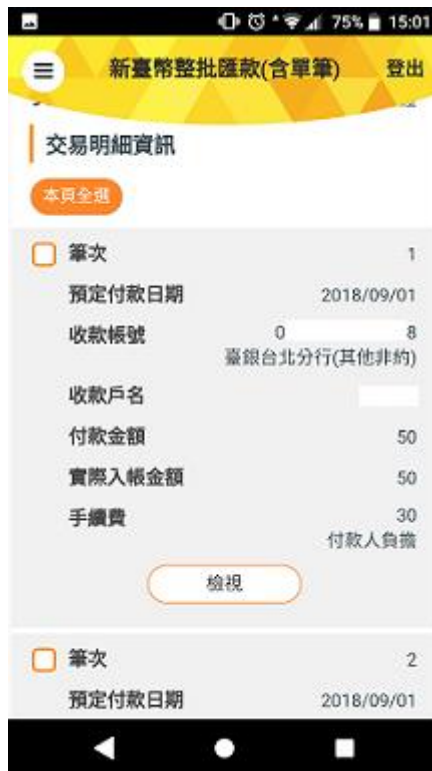 75% 15:01
新臺幣整批匯款(含單筆) 登出
交易明細資訊
本頁全選
筆次 1
預定付款日期 2018/09/01
收款帳號 0 8
臺銀台北分行(其他非約)
收款戶名
付款金額 50
實際入帳金額 50
手續費 30
付款人負擔
檢視
筆次 2
預定付款日期 2018/09/01